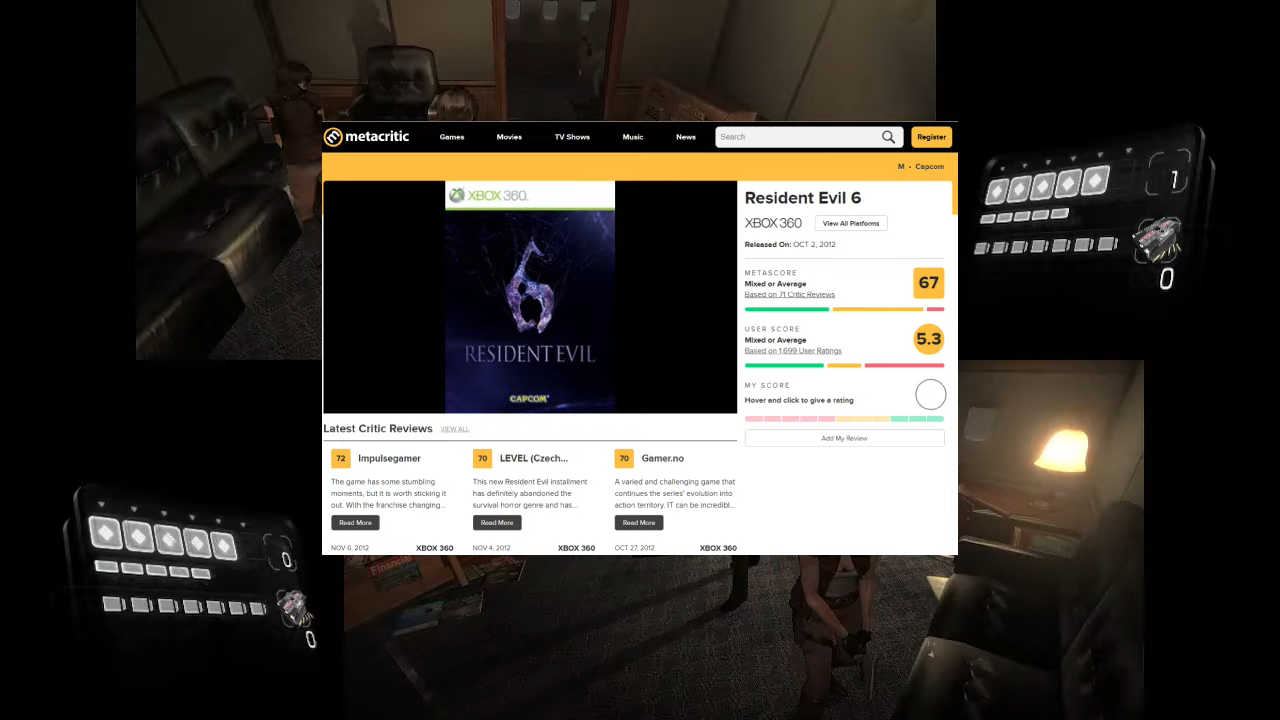 metacritic Games Movies TV Shows Music News Search Register
M • Capcom
XBOX 360.
RESIDENT EVIL
CAPCOM
Resident Evil 6
XBOX 360 View All Platforms
Released On: OCT 2, 2012
METASCORE
Mixed or Average
Based on 71 Critic Reviews
67
USER SCORE
Mixed or Average
Based on 1,699 User Ratings
5.3
MY SCORE
Hover and click to give a rating
Add My Review
Latest Critic Reviews VIEW ALL
72 Impulsegamer
The game has some stumbling
moments, but it is worth sticking it
out. With the franchise changing...
Read More
NOV 6, 2012 XBOX 360
70 LEVEL (Czech...
This new Resident Evil installment
has definitely abandoned the
survival horror genre and has...
Read More
NOV 4, 2012 XBOX 360
70 Gamer.no
A varied and challenging game that
continues the series' evolution into
action territory. IT can be incredibl...
Read More
OCT 27, 2012 XBOX 360
1
0
0
0
Financial